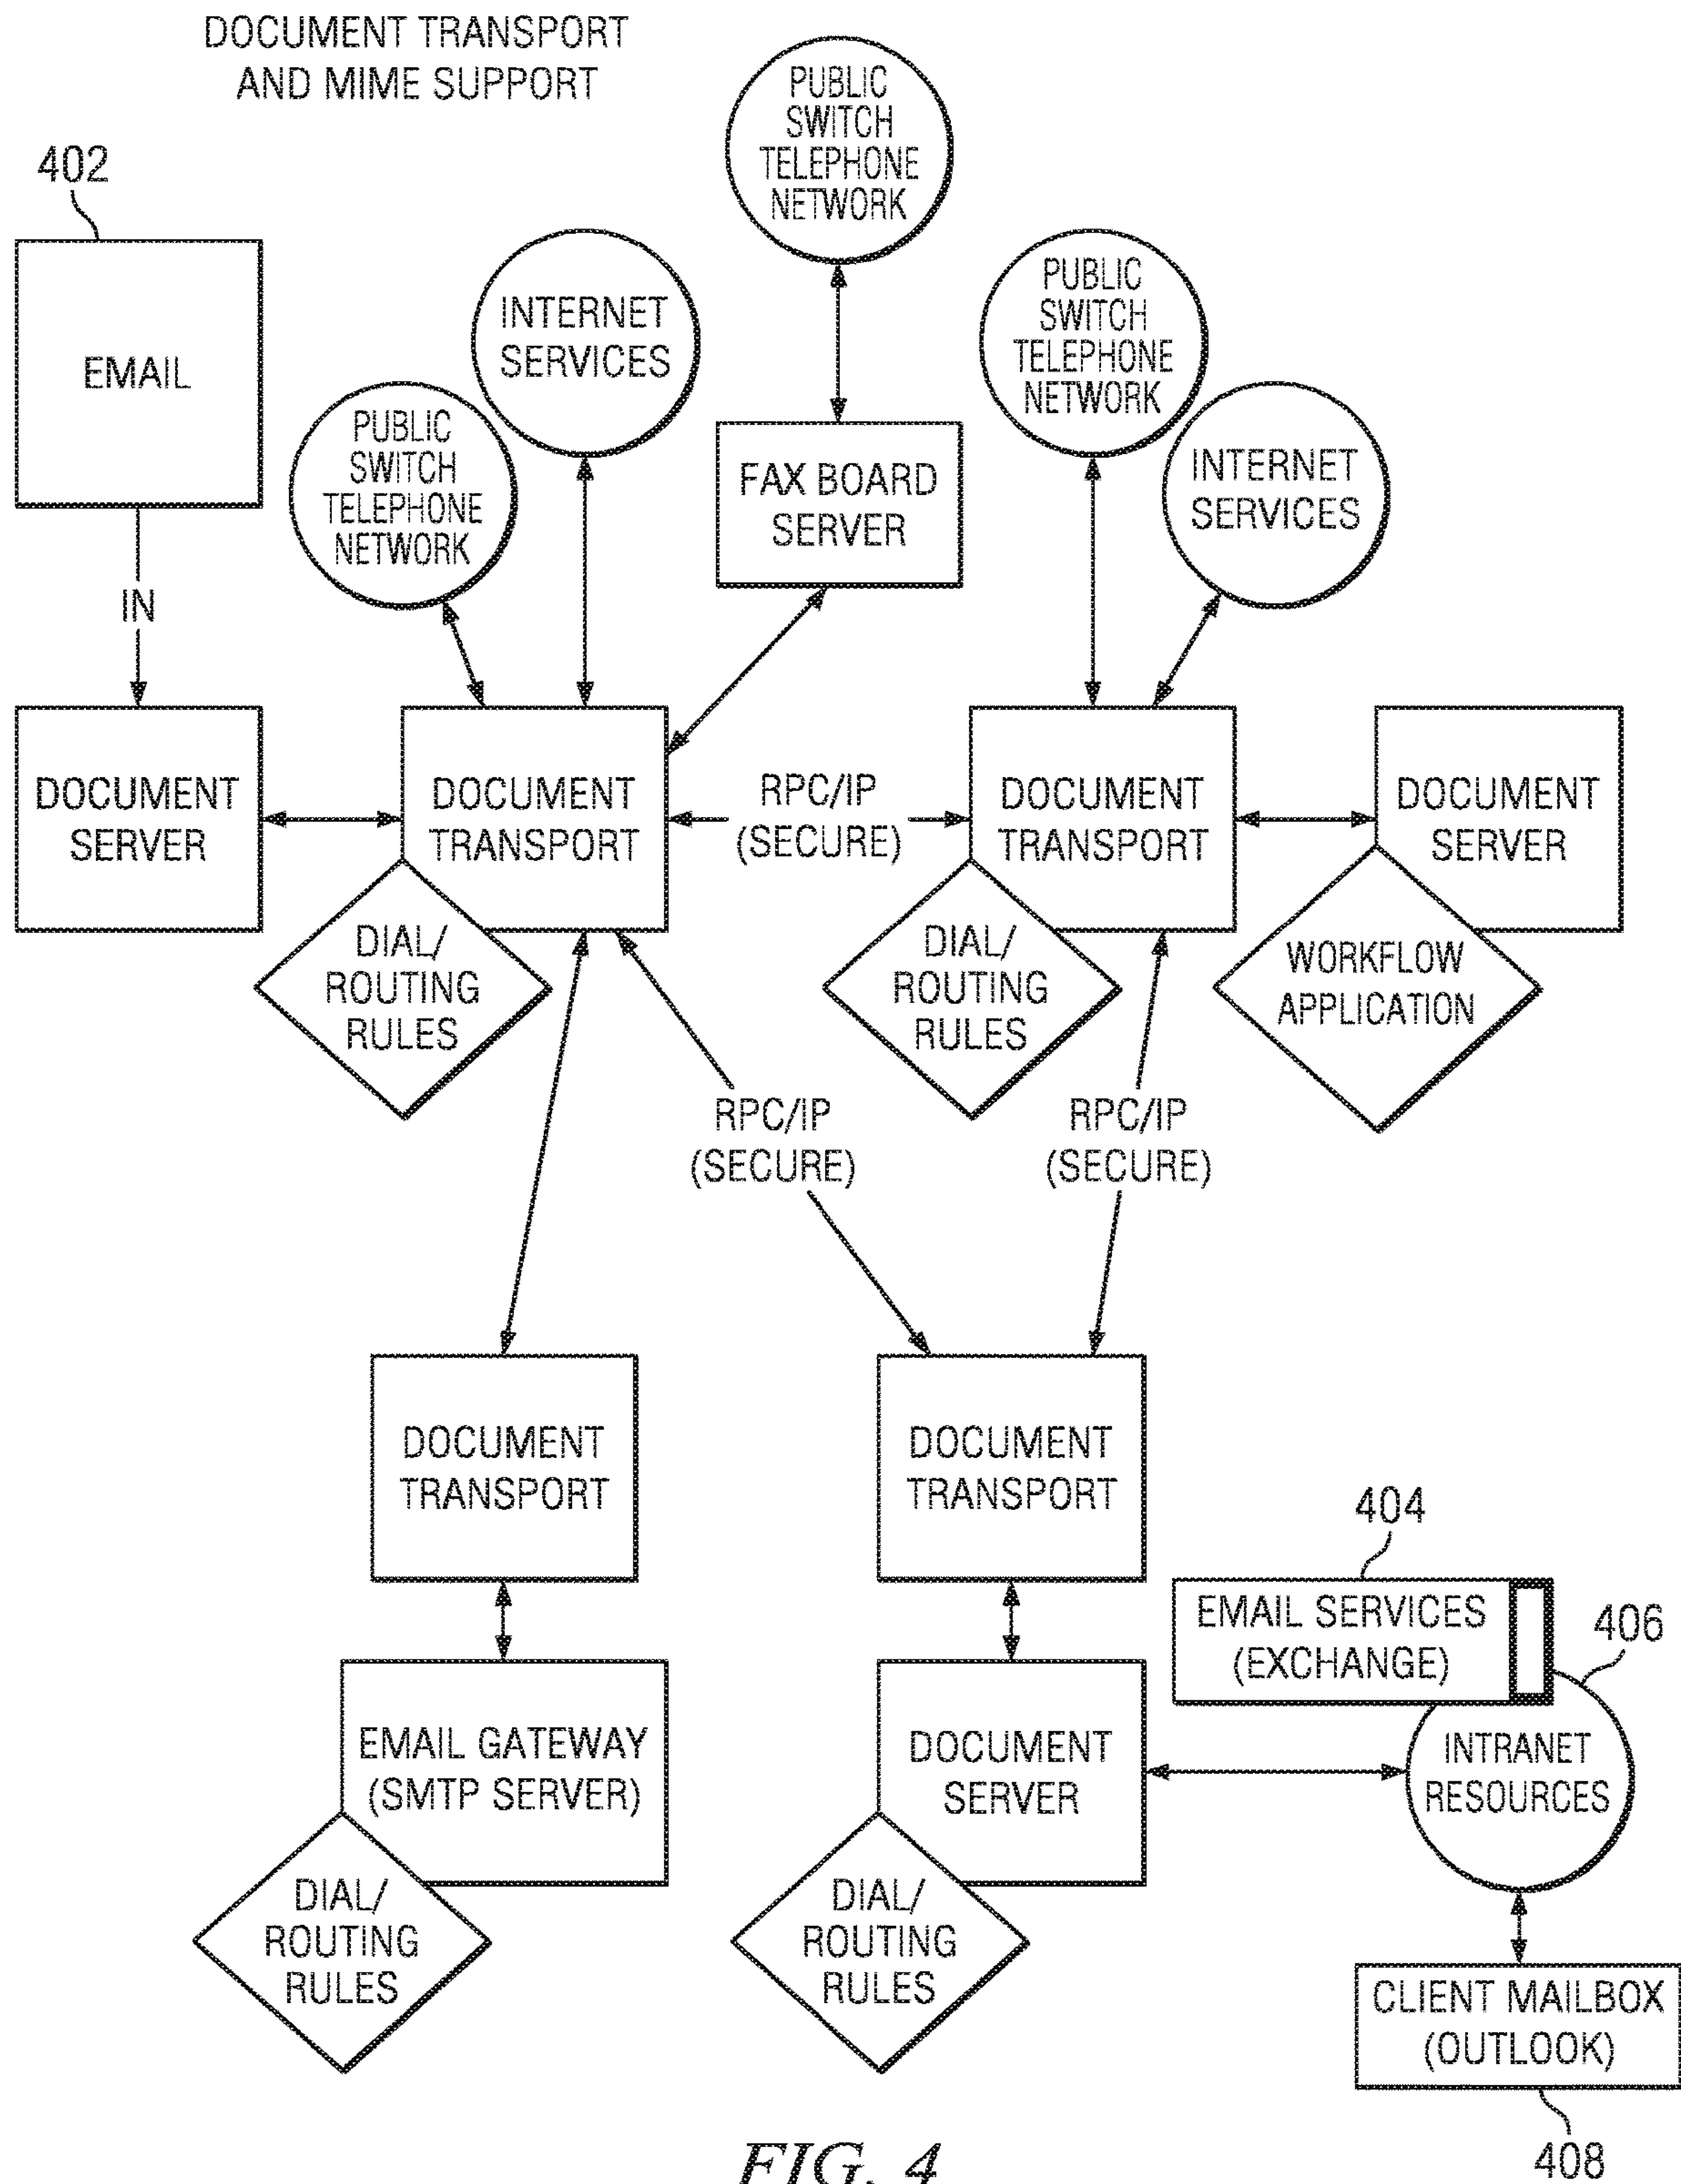 DOCUMENT TRANSPORT
AND MIME SUPPORT
402
EMAIL
IN
PUBLIC
SWITCH
TELEPHONE
NETWORK
INTERNET
SERVICES
PUBLIC
SWITCH
TELEPHONE
NETWORK
FAX BOARD
SERVER
PUBLIC
SWITCH
TELEPHONE
NETWORK
INTERNET
SERVICES
DOCUMENT
SERVER
DOCUMENT
TRANSPORT
DIAL/
ROUTING
RULES
RPC/IP
(SECURE)
DOCUMENT
TRANSPORT
DIAL/
ROUTING
RULES
DOCUMENT
SERVER
WORKFLOW
APPLICATION
RPC/IP
(SECURE)
RPC/IP
(SECURE)
DOCUMENT
TRANSPORT
DOCUMENT
TRANSPORT
404
EMAIL SERVICES
(EXCHANGE)
406
EMAIL GATEWAY
(SMTP SERVER)
DIAL/
ROUTING
RULES
DOCUMENT
SERVER
DIAL/
ROUTING
RULES
INTRANET
RESOURCES
CLIENT MAILBOX
(OUTLOOK)
408
FIG. 4